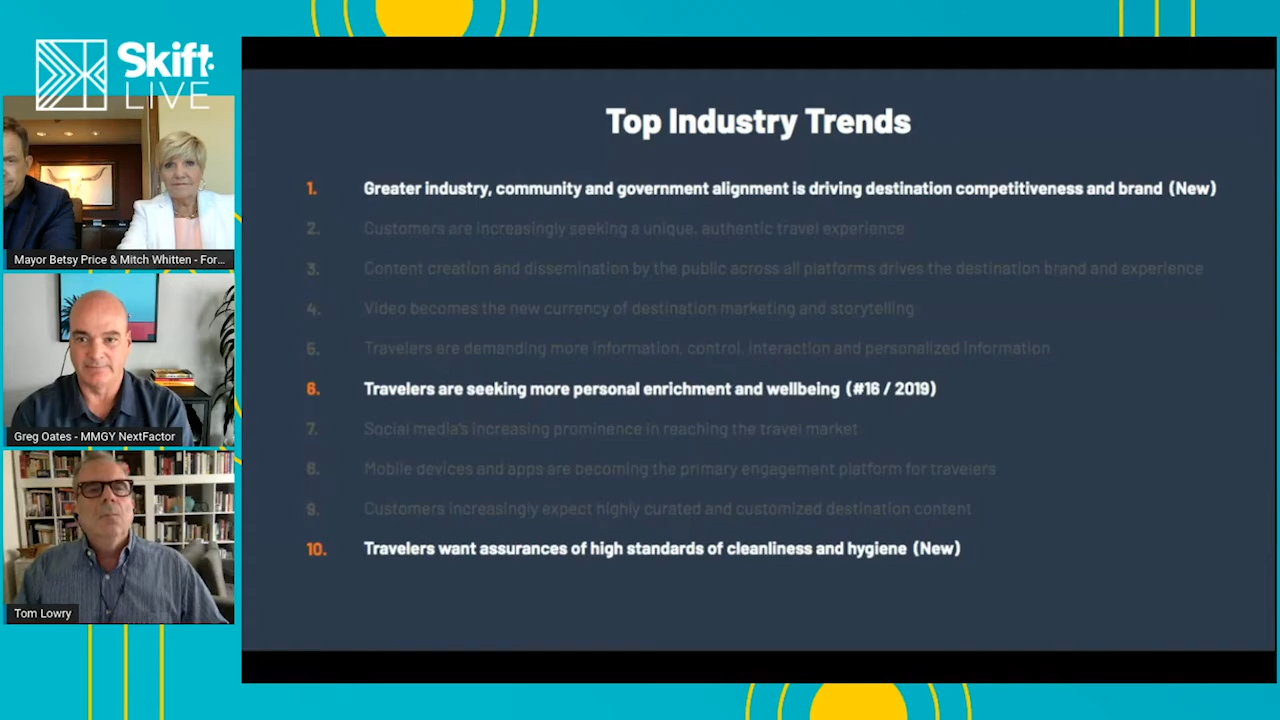 Skift
LIVE
Mayor Betsy Price & Mitch Whitten - For...
Greg Oates - MMGY NextFactor
Tom Lowry
Top Industry Trends
1. Greater industry, community and government alignment is driving destination competitiveness and brand (New)
2. Customers are increasingly seeking a unique, authentic travel experience
3. Content creation and dissemination by the public across all platforms drives the destination brand and experience
4. Video becomes the new currency of destination marketing and storytelling
5. Travelers are demanding more information, control, interaction and personalized information
6. Travelers are seeking more personal enrichment and wellbeing (#16 / 2019)
7. Social media's increasing prominence in reaching the travel market
8. Mobile devices and apps are becoming the primary engagement platform for travelers
9. Customers increasingly expect highly curated and customized destination content
10. Travelers want assurances of high standards of cleanliness and hygiene (New)